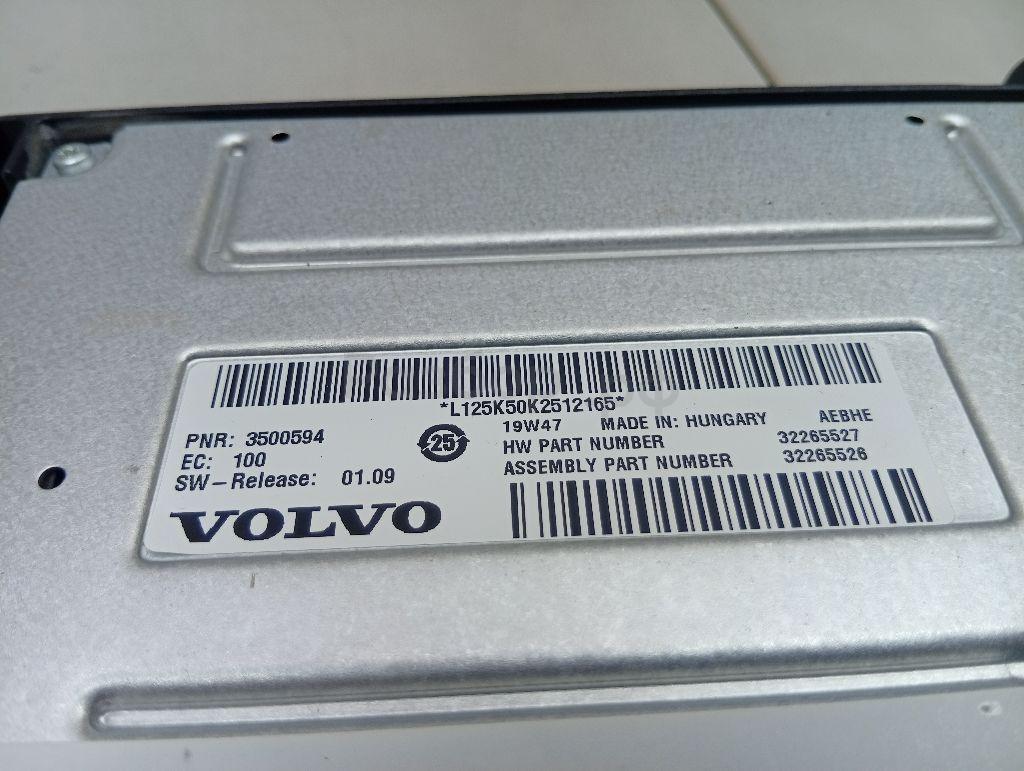 *L125K50K2512165*
19W47 MADE IN: HUNGARY AEBHE
PNR: 3500594
25
HW PART NUMBER 32265527
EC: 100
ASSEMBLY PART NUMBER 32265526
SW-Release: 01.09
VOLVO